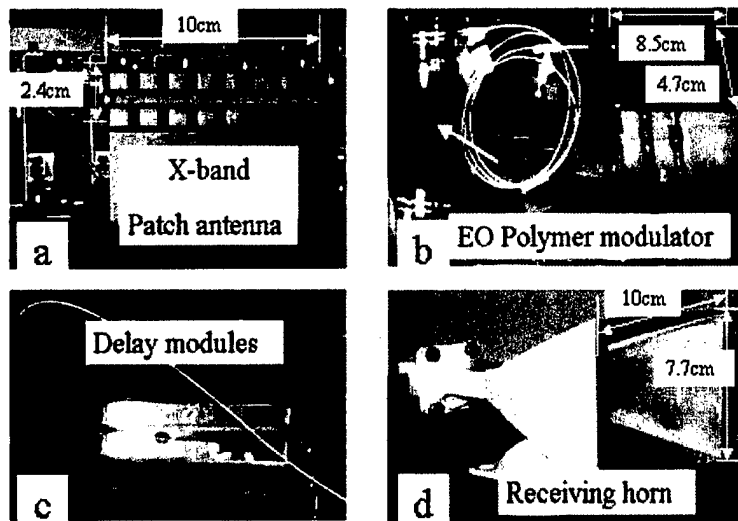 10cm
2.4cm
X-band
Patch antenna
a
8.5cm
4.7cm
EO Polymer modulator
b
Delay modules
c
10cm
7.7cm
Receiving horn
d